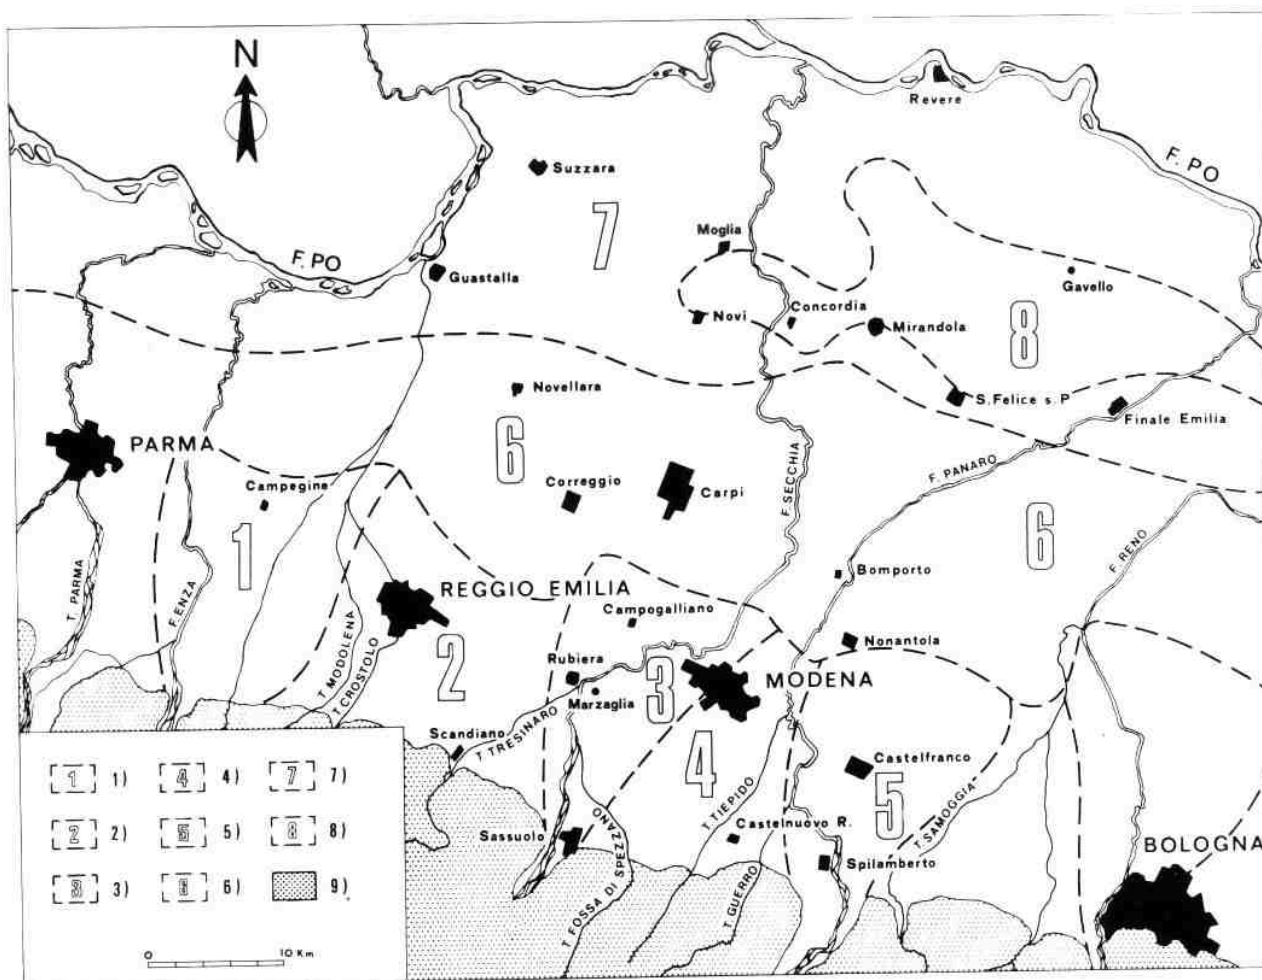 N
Revere
F. PO
Suzzara
7
Moglia
F. PO
Guastalla
Gavello
Novi
Concordia
Mirandola
8
Novellara
S. Felice s. P
Finale Emilia
PARMA
6
F. SECCHIA
F. PANARO
Campegine
Correggio
Carpi
1
6
F. RENO
T. PARMA
F. ENZA
REGGIO EMILIA
Bomporto
Campogalliano
T. MODOLENA
T. CROSTOLO
2
Nonantola
Rubiera
3
MODENA
Marzaglia
Scandiano
T. TRESINARO
4
Castelfranco
5
T. TIEPIDO
T. SAMOGGIA
Sassuolo
Castelnuovo R.
BOLOGNA
Spilamberto
T. FOSSA DI SPEZZANO
T. GUERRO
1 1) 4 4) 7 7)
2 2) 5 5) 8 8)
3 3) 6 6) 9)
0 10 Km